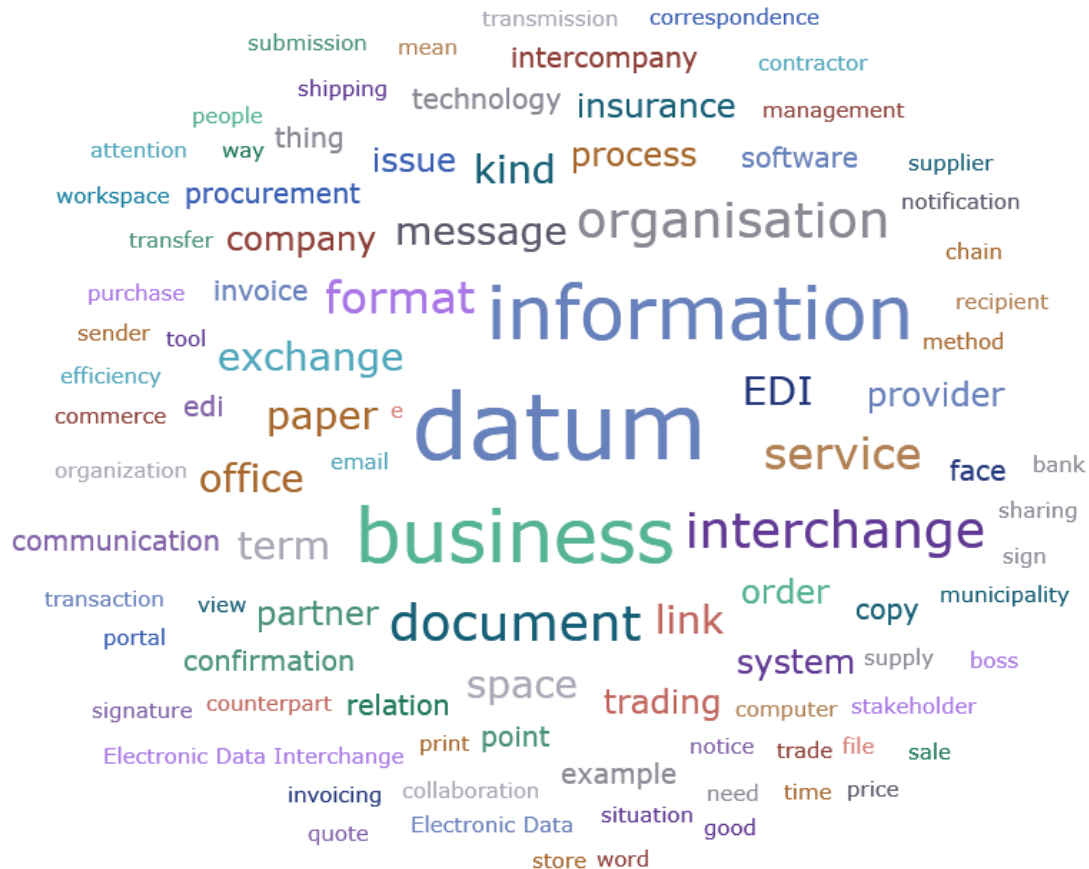 transmission correspondence
submission mean intercompany contractor
shipping technology insurance management
people thing
attention way issue kind process software supplier
workspace procurement organisation notification
transfer company message chain
purchase invoice format information recipient
sender tool exchange method
efficiency edi paper e datum EDI provider
commerce
organization office email service face bank
communication term business interchange sharing
sign
transaction view partner document link order copy municipality
portal
confirmation space system supply boss
signature counterpart relation trading computer stakeholder
Electronic Data Interchange print point notice trade file sale
invoicing collaboration example need time price
quote Electronic Data situation good
store word